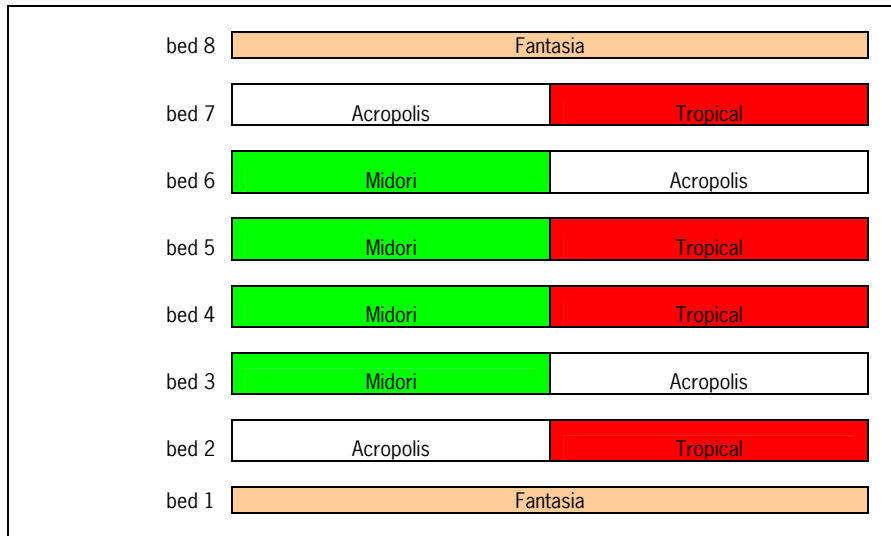 bed 8 Fantasia
bed 7 Acropolis Tropical
bed 6 Midori Acropolis
bed 5 Midori Tropical
bed 4 Midori Tropical
bed 3 Midori Acropolis
bed 2 Acropolis Tropical
bed 1 Fantasia